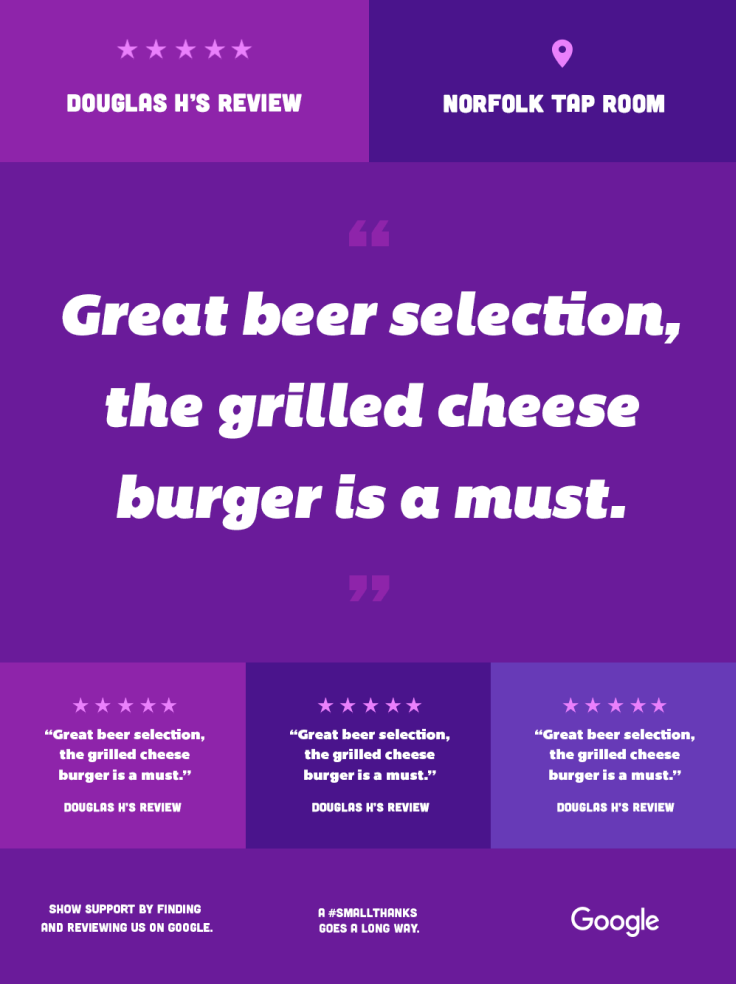 DOUGLAS H'S REVIEW
NORFOLK TAP ROOM
“
Great beer selection,
the grilled cheese
burger is a must.
”
“Great beer selection,
the grilled cheese
burger is a must.”
DOUGLAS H'S REVIEW
“Great beer selection,
the grilled cheese
burger is a must.”
DOUGLAS H'S REVIEW
“Great beer selection,
the grilled cheese
burger is a must.”
DOUGLAS H'S REVIEW
SHOW SUPPORT BY FINDING
AND REVIEWING US ON GOOGLE.
A #SMALLTHANKS
GOES A LONG WAY.
Google